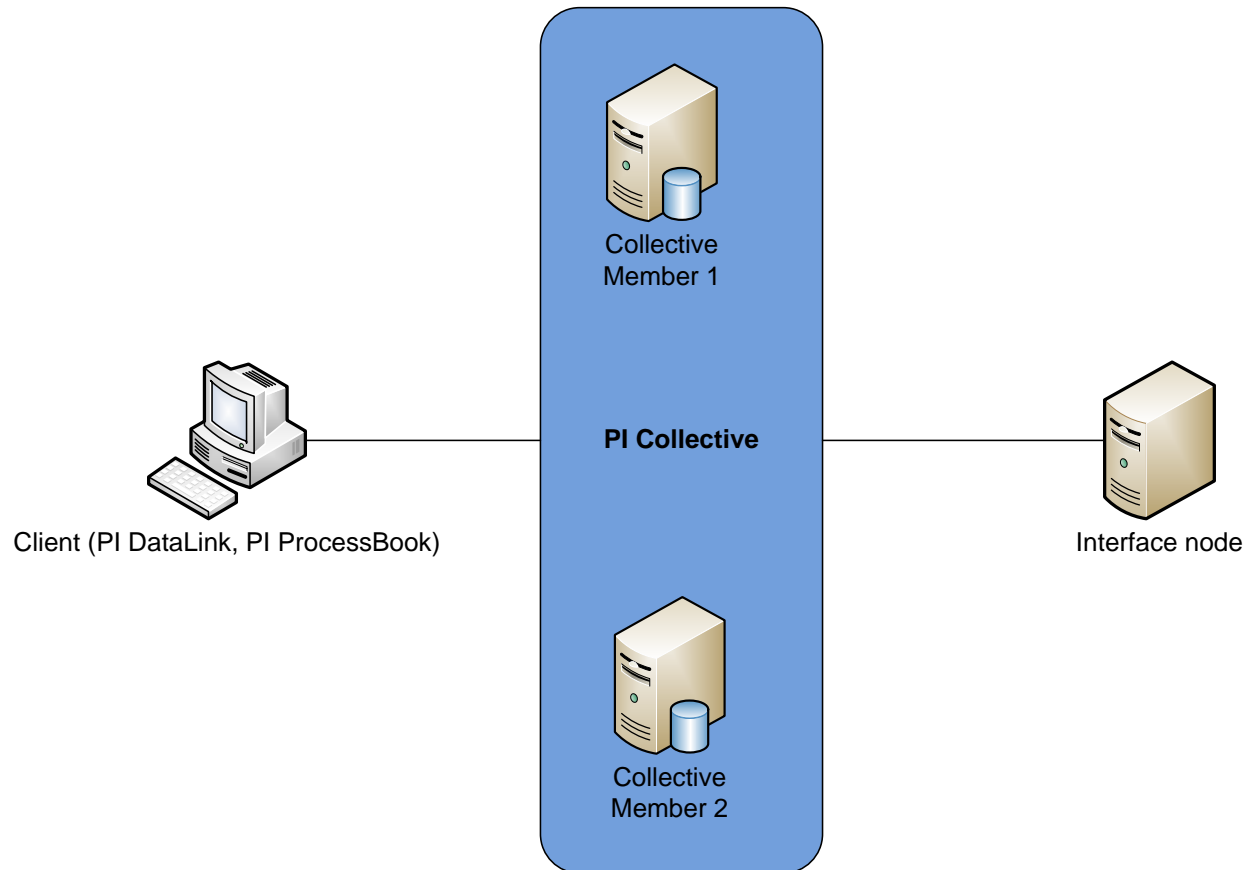 Collective
Member 1
PI Collective
Client (PI DataLink, PI ProcessBook)
Interface node
Collective
Member 2